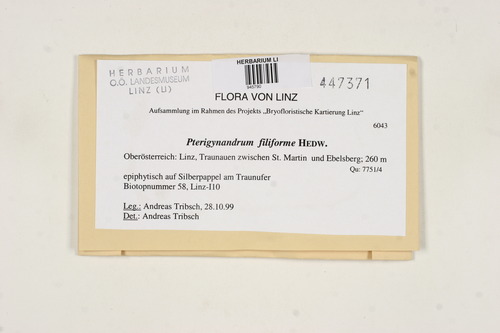 HERBARIUM LI
HERBARIUM
O.Ö. LANDESMUSEUM
LINZ (LI)
945790
447371
FLORA VON LINZ
Aufsammlung im Rahmen des Projekts „Bryofloristische Kartierung Linz“
6043
Pterigynandrum filiforme HEDW.
Oberösterreich: Linz, Traunauen zwischen St. Martin und Ebelsberg; 260 m
Qu: 7751/4
epiphytisch auf Silberpappel am Traunufer
Biotopnummer 58, Linz-I10
Leg.: Andreas Tribsch, 28.10.99
Det.: Andreas Tribsch